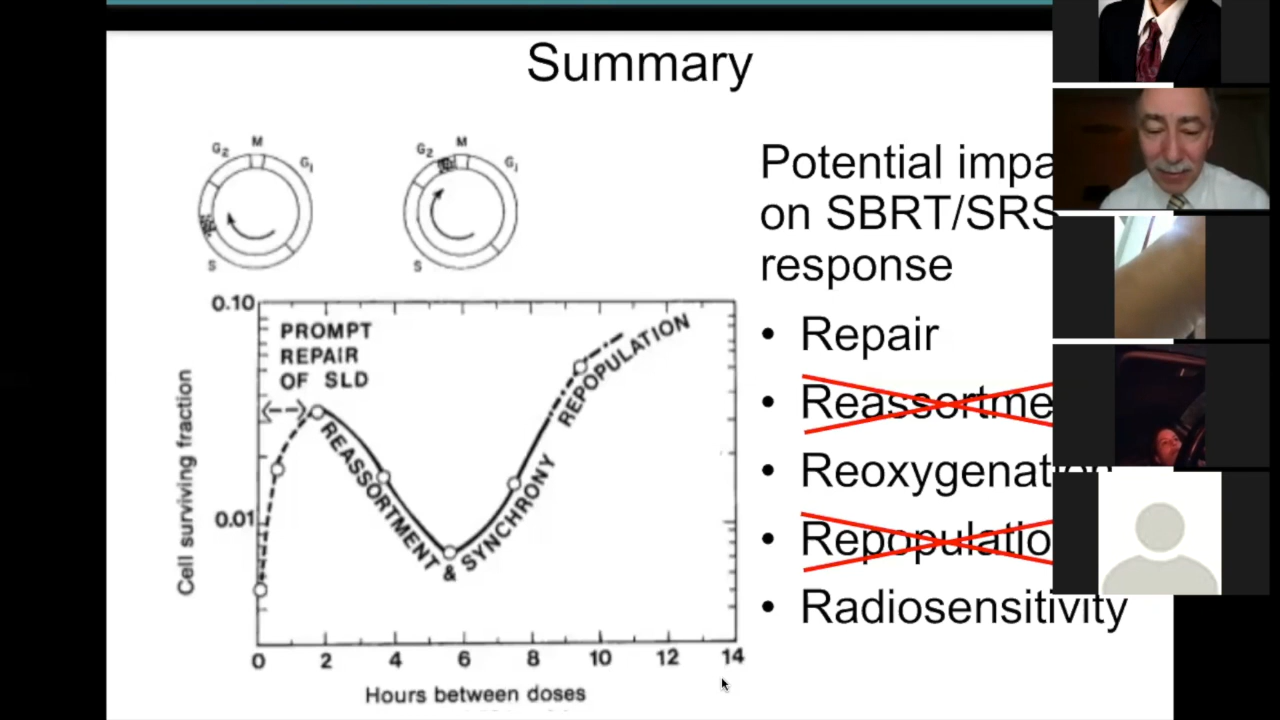 Summary
G2 M G1
S
G2 M G1
S
0.10
0.01
Cell surviving fraction
PROMPT
REPAIR
OF SLD
REASSORTMENT & SYNCHRONY
REPOPULATION
0 2 4 6 8 10 12 14
Hours between doses
Potential impa
on SBRT/SRS
response
• Repair
• Reassortme
• Reoxygenation
• Repopulatio
• Radiosensitivity